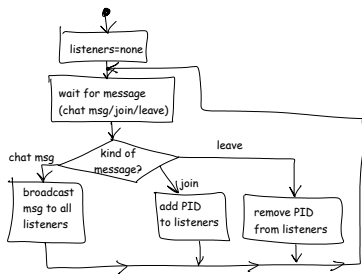 listeners=none
wait for message
(chat msg/join/leave)
kind of
message?
chat msg
leave
join
broadcast
msg to all
listeners
add PID
to listeners
remove PID
from listeners